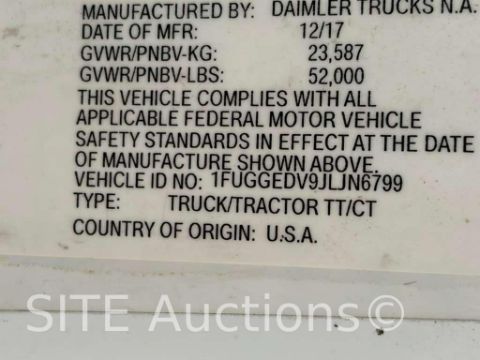 MANUFACTURED BY: DAIMLER TRUCKS N.A.
DATE OF MFR: 12/17
GVWR/PNBV-KG: 23,587
GVWR/PNBV-LBS: 52,000
THIS VEHICLE COMPLIES WITH ALL
APPLICABLE FEDERAL MOTOR VEHICLE
SAFETY STANDARDS IN EFFECT AT THE DATE
OF MANUFACTURE SHOWN ABOVE.
VEHICLE ID NO: 1FUGGEDV9JLJN6799
TYPE: TRUCK/TRACTOR TT/CT
COUNTRY OF ORIGIN: U.S.A.
SITE Auctions©